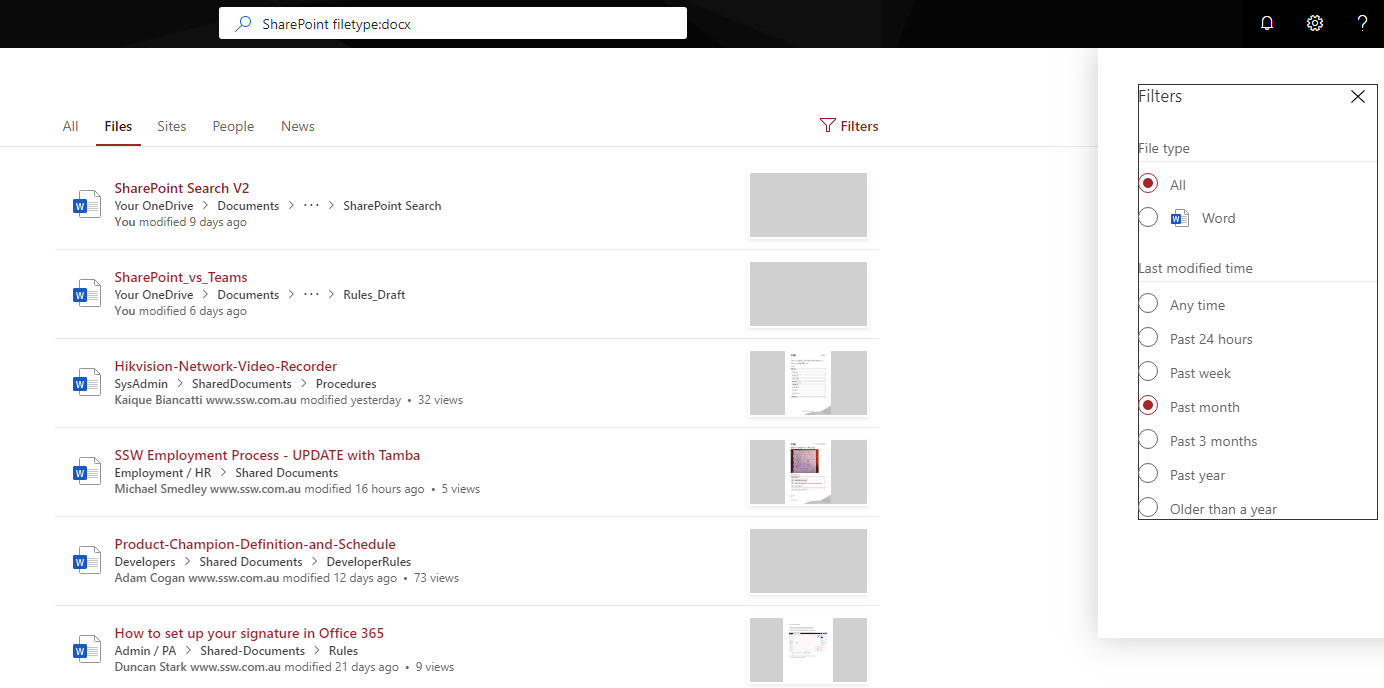 SharePoint filetype:docx
All Files Sites People News Filters
SharePoint Search V2
Your OneDrive > Documents > ··· > SharePoint Search
You modified 9 days ago
SharePoint_vs_Teams
Your OneDrive > Documents > ··· > Rules_Draft
You modified 6 days ago
Hikvision-Network-Video-Recorder
SysAdmin > SharedDocuments > Procedures
Kaique Biancatti www.ssw.com.au modified yesterday • 32 views
SSW Employment Process - UPDATE with Tamba
Employment / HR > Shared Documents
Michael Smedley www.ssw.com.au modified 16 hours ago • 5 views
Product-Champion-Definition-and-Schedule
Developers > Shared Documents > DeveloperRules
Adam Cogan www.ssw.com.au modified 12 days ago • 73 views
How to set up your signature in Office 365
Admin / PA > Shared-Documents > Rules
Duncan Stark www.ssw.com.au modified 21 days ago • 9 views
Filters
File type
All
Word
Last modified time
Any time
Past 24 hours
Past week
Past month
Past 3 months
Past year
Older than a year